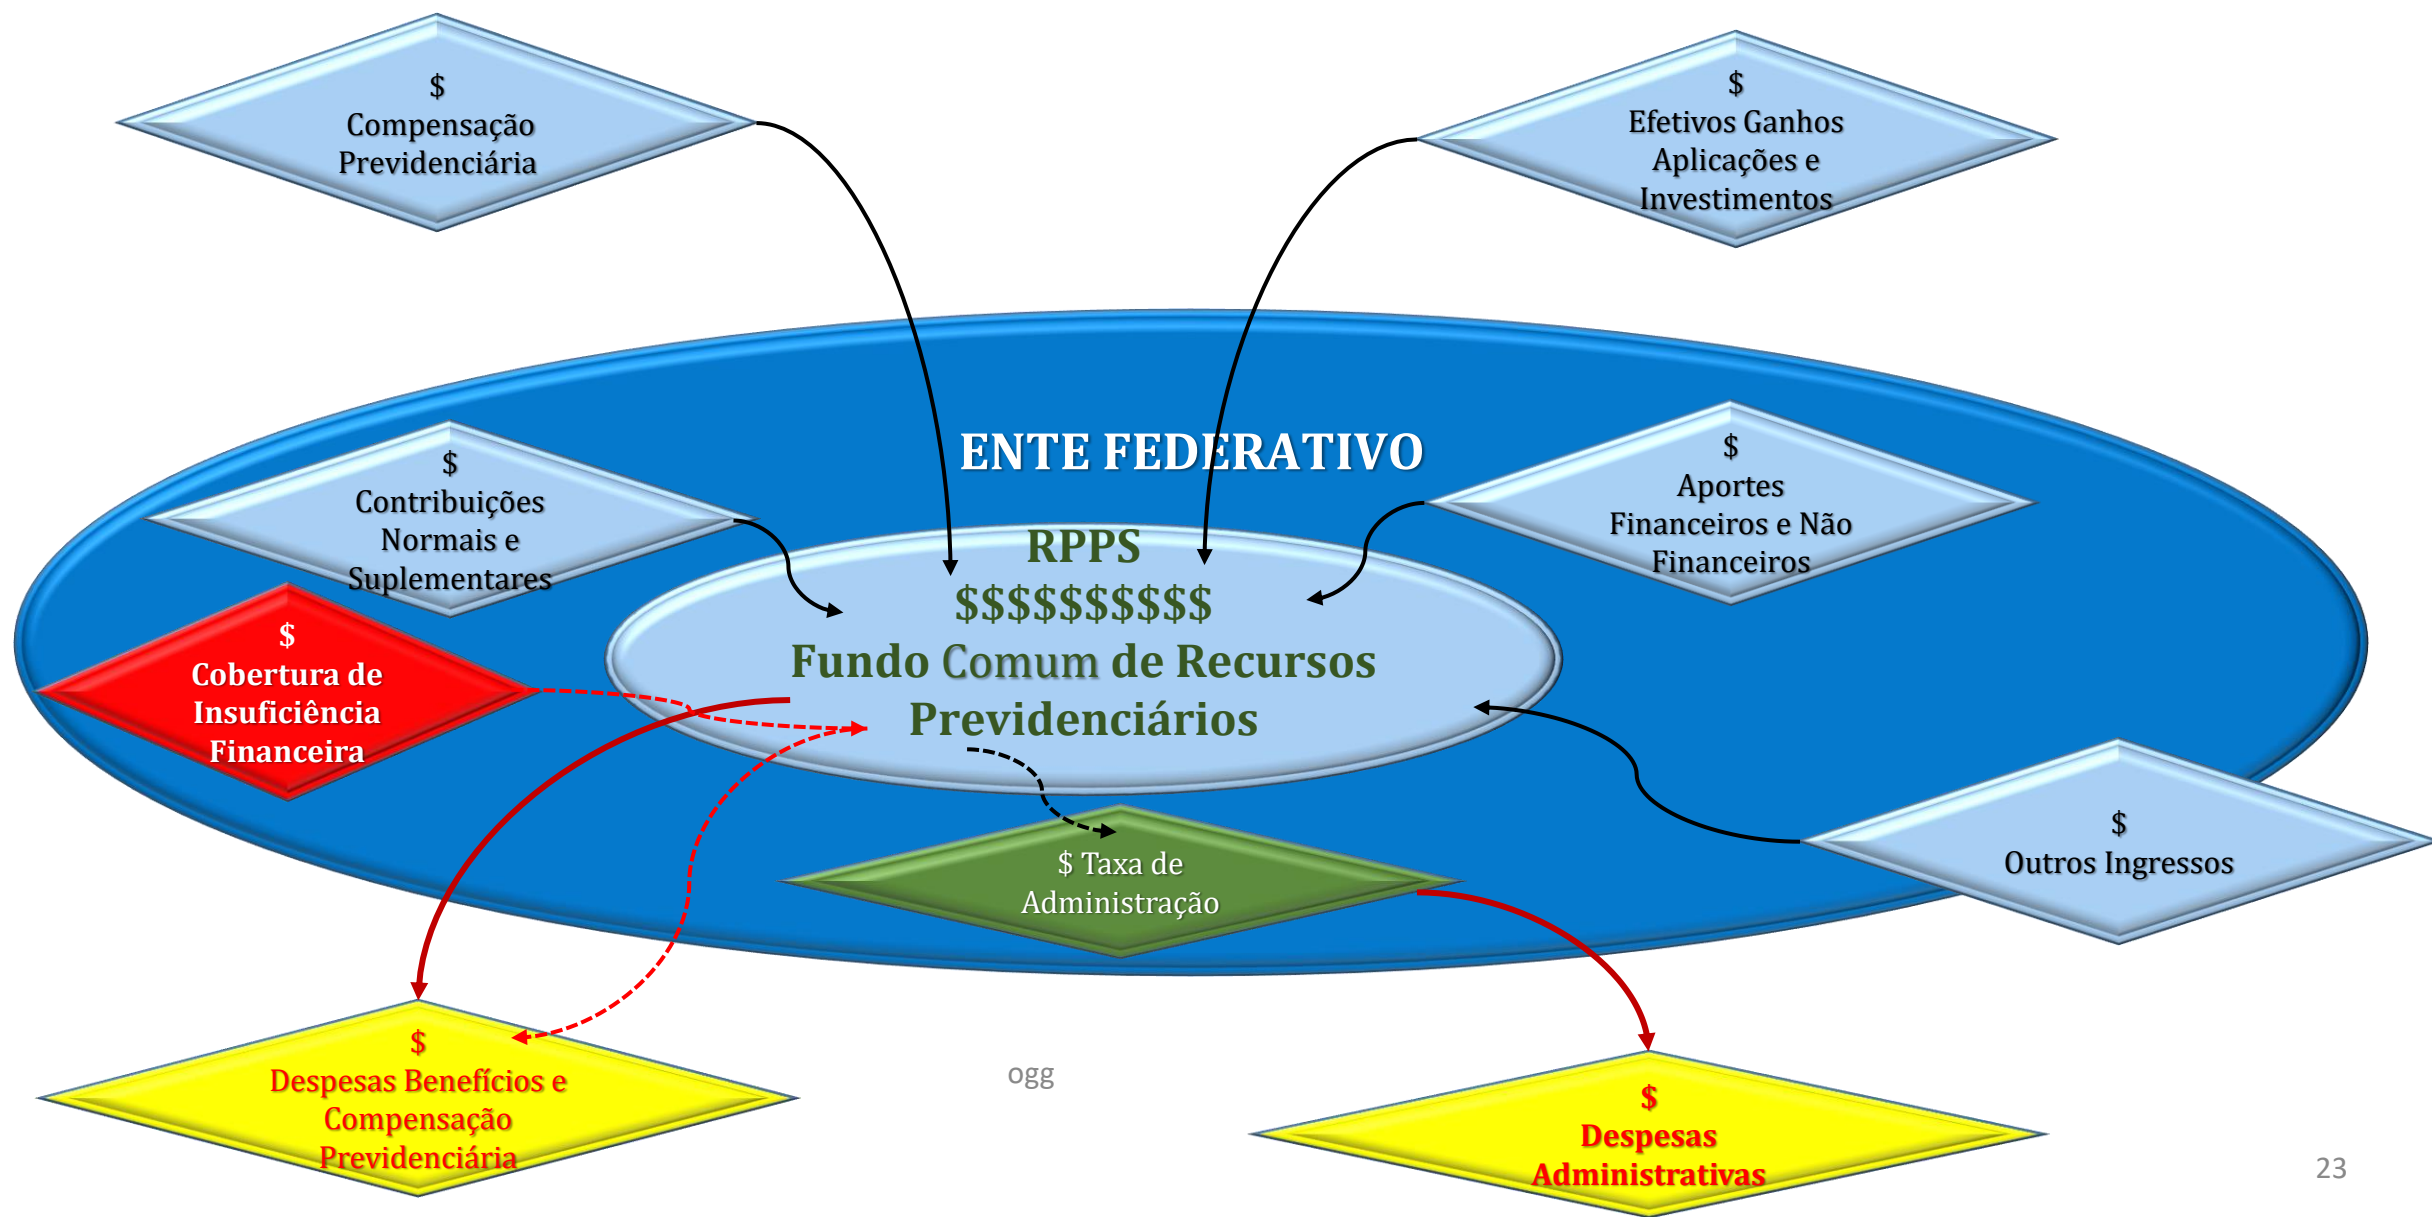 $
Compensação
Previdenciária
$
Efetivos Ganhos
Aplicações e
Investimentos
ENTE FEDERATIVO
$
Contribuições
Normais e
Suplementares
$
Aportes
Financeiros e Não
Financeiros
RPPS
$$$$$$$$$$
Fundo Comum de Recursos
Previdenciários
$
Cobertura de
Insuficiência
Financeira
$ Taxa de
Administração
$
Outros Ingressos
$
Despesas Benefícios e
Compensação
Previdenciária
ogg
$
Despesas
Administrativas
23